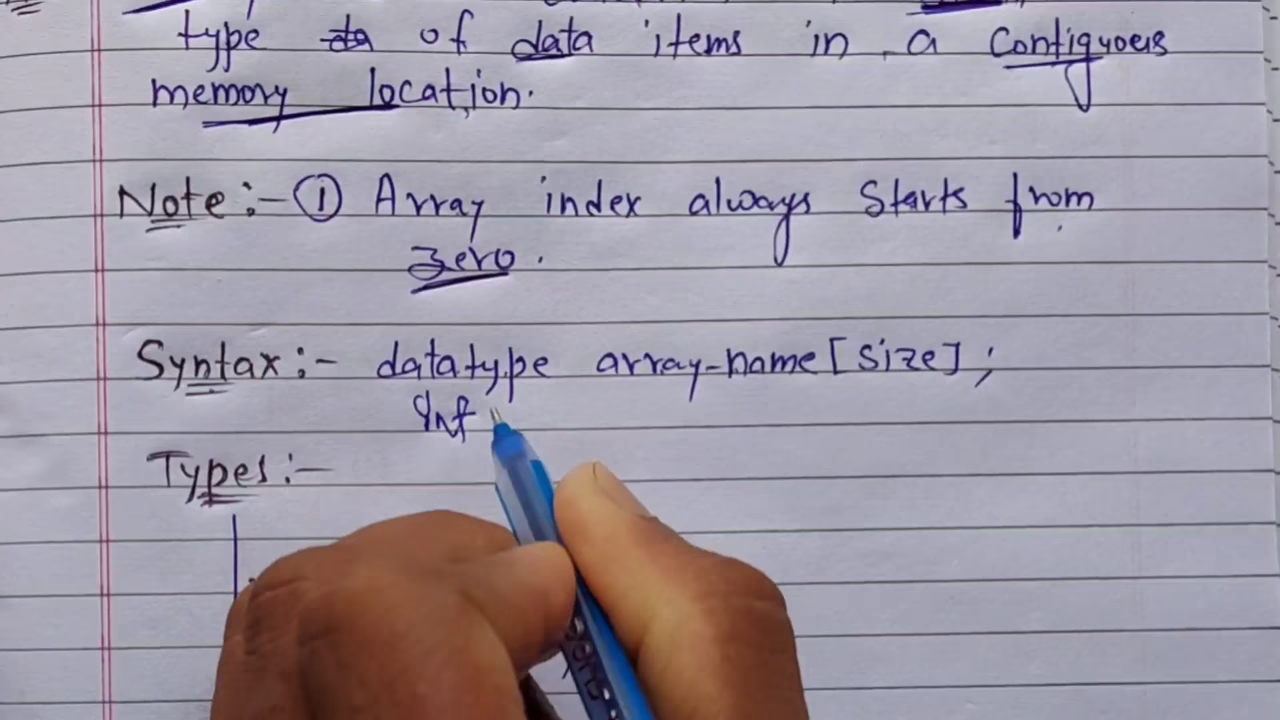 type da of data items in a Contiguous
memory location.
Note:- ① Array index always Starts from
zero.
Syntax:- datatype array-name[Size];
Int
Types:-